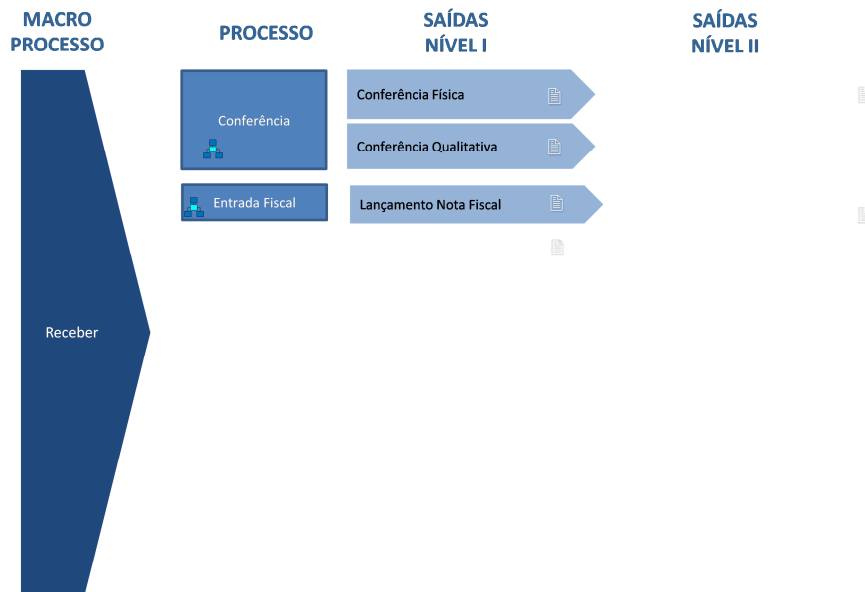 MACRO
PROCESSO
PROCESSO
SAÍDAS
NÍVEL I
SAÍDAS
NÍVEL II
Conferência
Conferência Física
Conferência Qualitativa
Entrada Fiscal
Lançamento Nota Fiscal
Receber